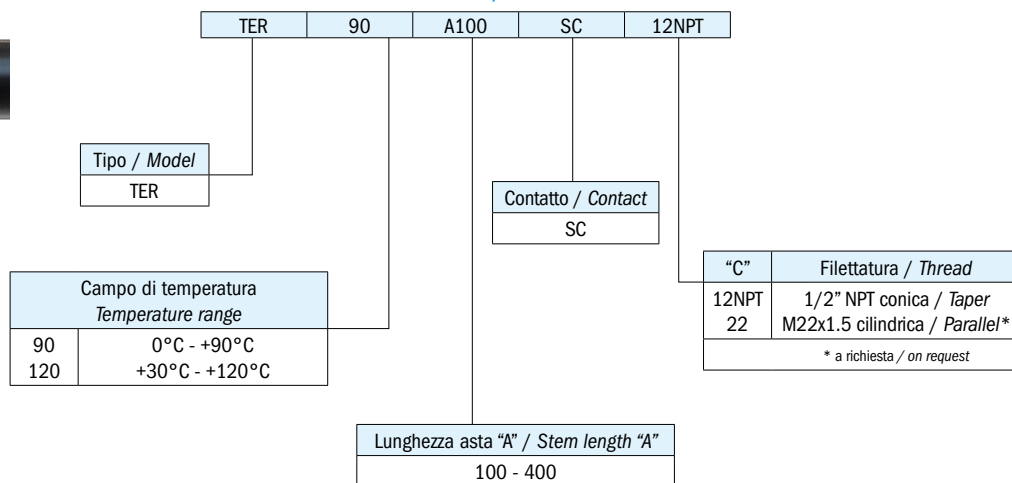 TER 90 A100 SC 12NPT
Tipo / Model
TER
Contatto / Contact
SC
"C" Filettatura / Thread
12NPT 1/2" NPT conica / Taper
22 M22x1.5 cilindrica / Parallel*
* a richiesta / on request
Campo di temperatura
Temperature range
90 0°C - +90°C
120 +30°C - +120°C
Lunghezza asta “A” / Stem length “A”
100 - 400